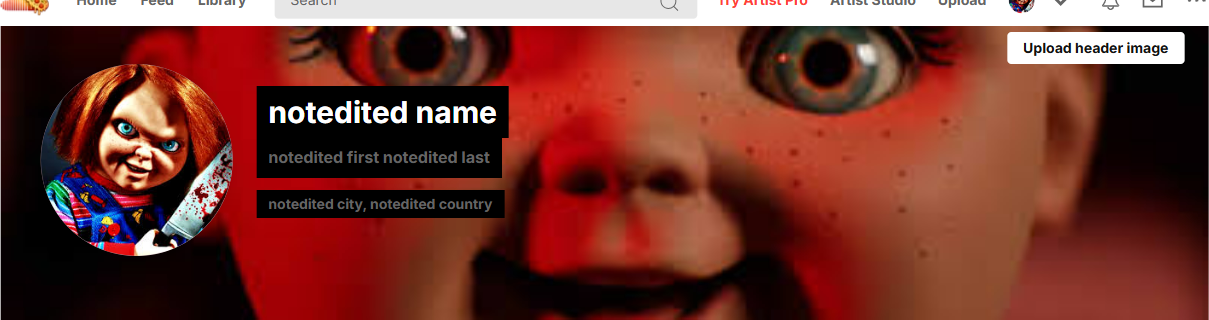 Home Feed Library Search Try Artist Pro Artist Studio Upload
Upload header image
notedited name
notedited first notedited last
notedited city, notedited country